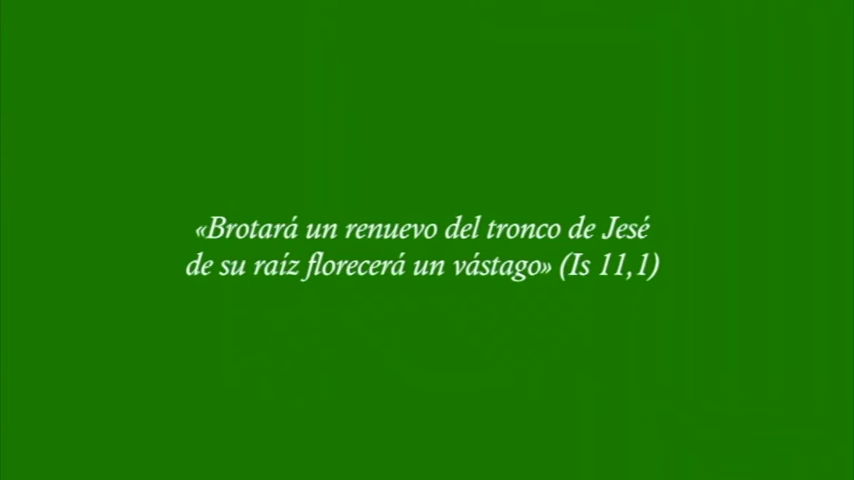 «Brotará un renuevo del tronco de Jesé
de su raíz florecerá un vástago» (Is 11,1)